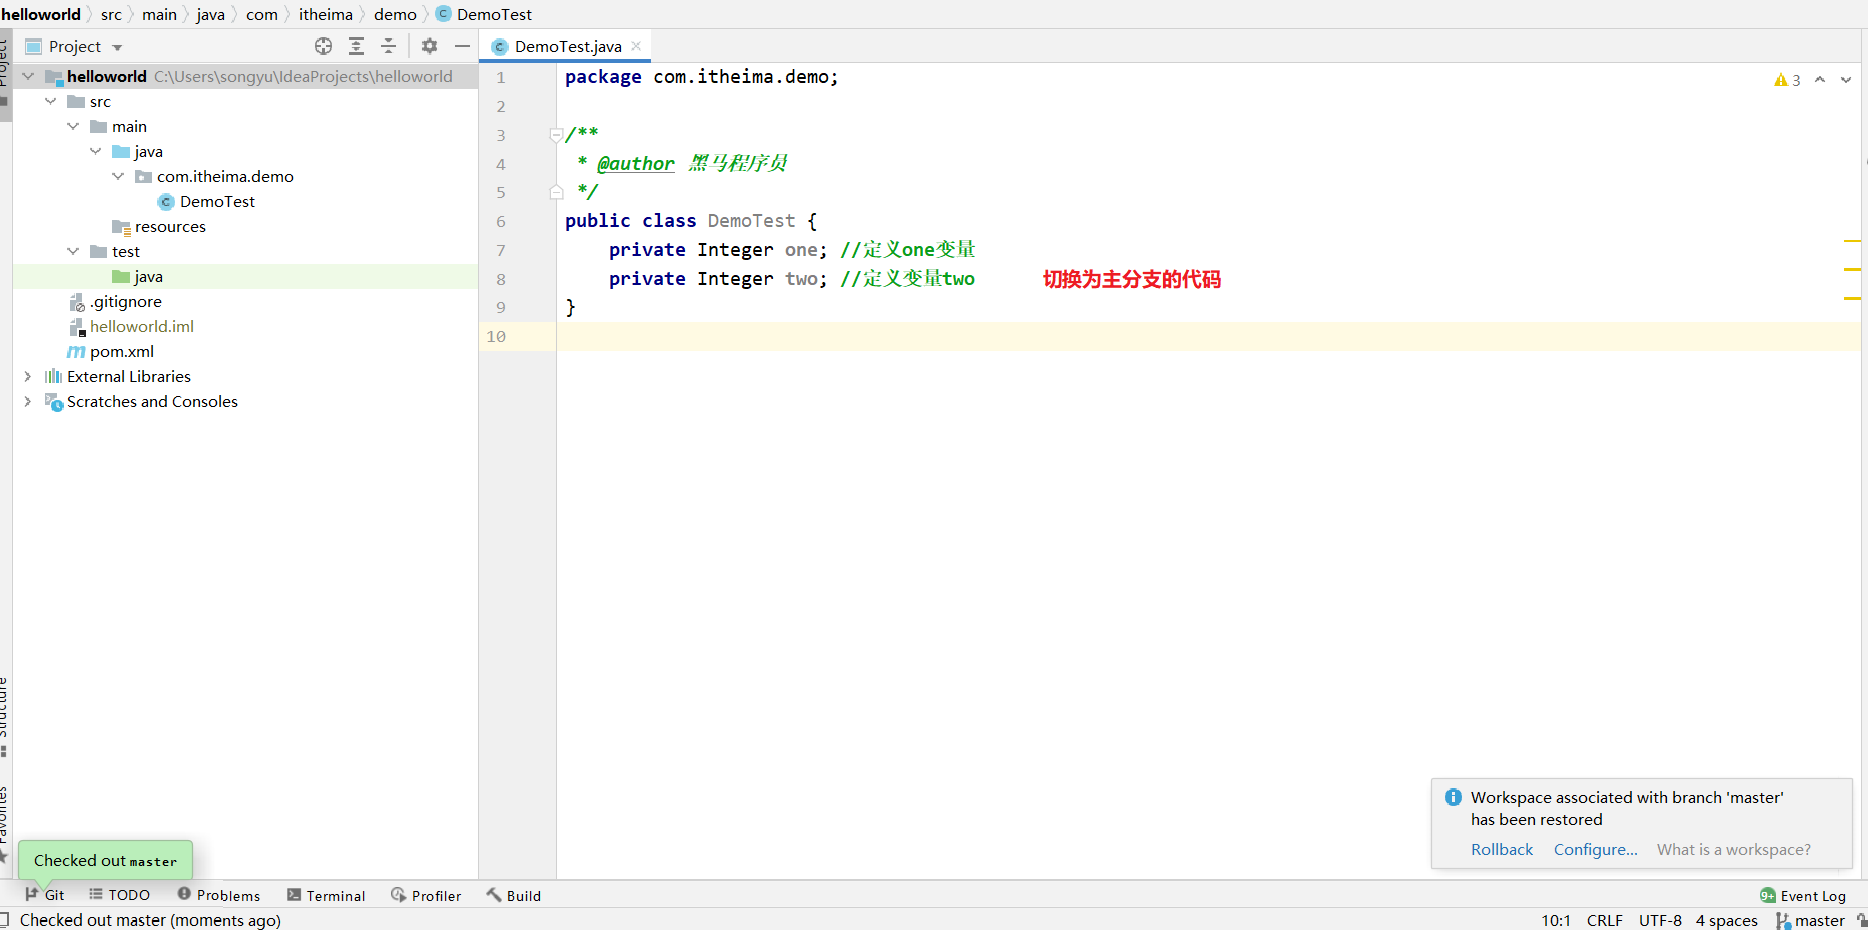 helloworld 〉 src 〉 main 〉 java 〉 com 〉 itheima 〉 demo 〉 DemoTest
Project
Project
DemoTest.java
helloworld C:\Users\songyu\IdeaProjects\helloworld
src
main
java
com.itheima.demo
DemoTest
resources
test
java
.gitignore
helloworld.iml
pom.xml
External Libraries
Scratches and Consoles
Structure
Favorites
1 package com.itheima.demo;
2
3 /**
4  * @author 黑马程序员
5  */
6 public class DemoTest {
7     private Integer one; //定义one变量
8     private Integer two; //定义变量two 切换为主分支的代码
9 }
10
3
Workspace associated with branch 'master'
has been restored
Rollback Configure... What is a workspace?
Checked out master
Git TODO Problems Terminal Profiler Build 9+ Event Log
Checked out master (moments ago) 10:1 CRLF UTF-8 4 spaces master